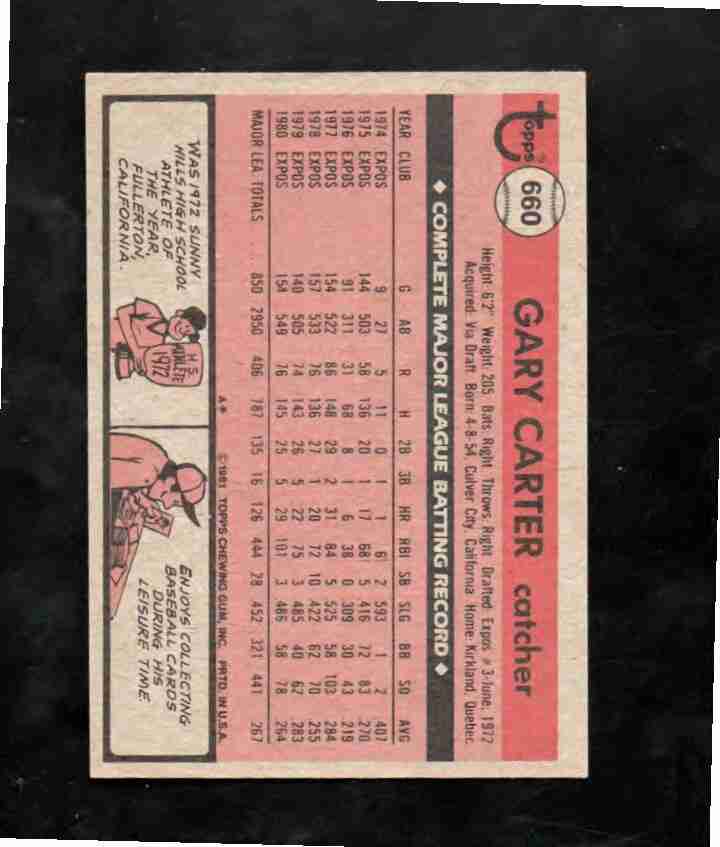 topps®
660
GARY CARTER catcher
Height: 6'2" Weight: 205 Bats: Right Throws: Right Drafted: Expos #3-June, 1972
Acquired: Via Draft Born: 4-8-54, Culver City, California Home: Kirkland, Quebec
◆ COMPLETE MAJOR LEAGUE BATTING RECORD ◆
YEAR CLUB G AB R H 2B 3B HR RBI SB SLG BB SO AVG
1974 EXPOS 9 27 5 11 0 1 1 6 2 .593 1 2 .407
1975 EXPOS 144 503 58 136 20 1 17 68 5 .416 72 83 .270
1976 EXPOS 91 311 31 68 8 1 6 38 0 .309 30 43 .219
1977 EXPOS 154 522 86 148 29 2 31 84 5 .525 58 103 .284
1978 EXPOS 157 533 76 136 27 1 20 72 10 .422 62 70 .255
1979 EXPOS 140 505 74 143 26 5 22 75 3 .485 40 62 .283
1980 EXPOS 154 549 76 145 25 5 29 101 3 .486 58 78 .264
MAJOR LEA. TOTALS 850 2950 406 787 135 16 126 444 28 .452 321 441 .267
A* ©1981 TOPPS CHEWING GUM, INC. PRTD. IN U.S.A.
WAS 1972 SUNNY
HILLS HIGH SCHOOL
ATHLETE OF
THE YEAR,
FULLERTON,
CALIFORNIA.
H.S.
ATHLETE
1972
ENJOYS COLLECTING
BASEBALL CARDS
DURING HIS
LEISURE TIME.